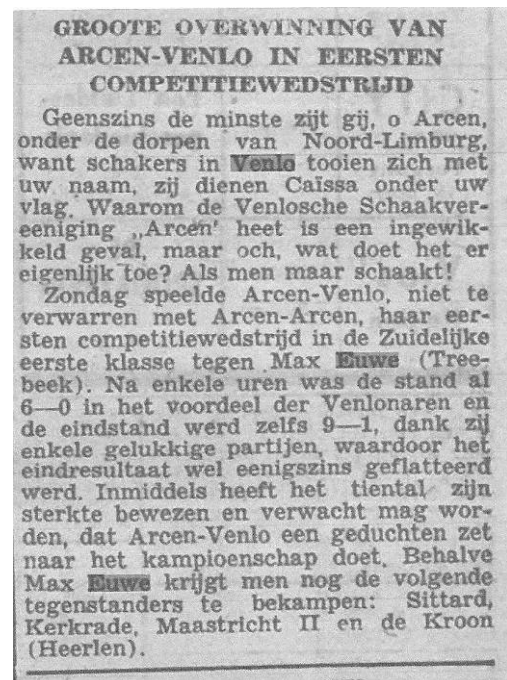 GROOTE OVERWINNING VAN
ARCEN-VENLO IN EERSTEN
COMPETITIEWEDSTRIJD
Geenszins de minste zijt gij, o Arcen,
onder de dorpen van Noord-Limburg,
want schakers in Venlo tooien zich met
uw naam, zij dienen Caïssa onder uw
vlag. Waarom de Venlosche Schaakver-
eeniging „Arcen' heet is een ingewik-
keld geval, maar och, wat doet het er
eigenlijk toe? Als men maar schaakt!
Zondag speelde Arcen-Venlo, niet te
verwarren met Arcen-Arcen, haar eer-
sten competitiewedstrijd in de Zuidelijke
eerste klasse tegen Max Euwe (Tree-
beek). Na enkele uren was de stand al
6—0 in het voordeel der Venlonaren en
de eindstand werd zelfs 9—1, dank zij
enkele gelukkige partijen, waardoor het
eindresultaat wel eenigszins geflatteerd
werd. Inmiddels heeft het tiental zijn
sterkte bewezen en verwacht mag wor-
den, dat Arcen-Venlo een geduchten zet
naar het kampioenschap doet. Behalve
Max Euwe krijgt men nog de volgende
tegenstanders te bekampen: Sittard,
Kerkrade, Maastricht II en de Kroon
(Heerlen).